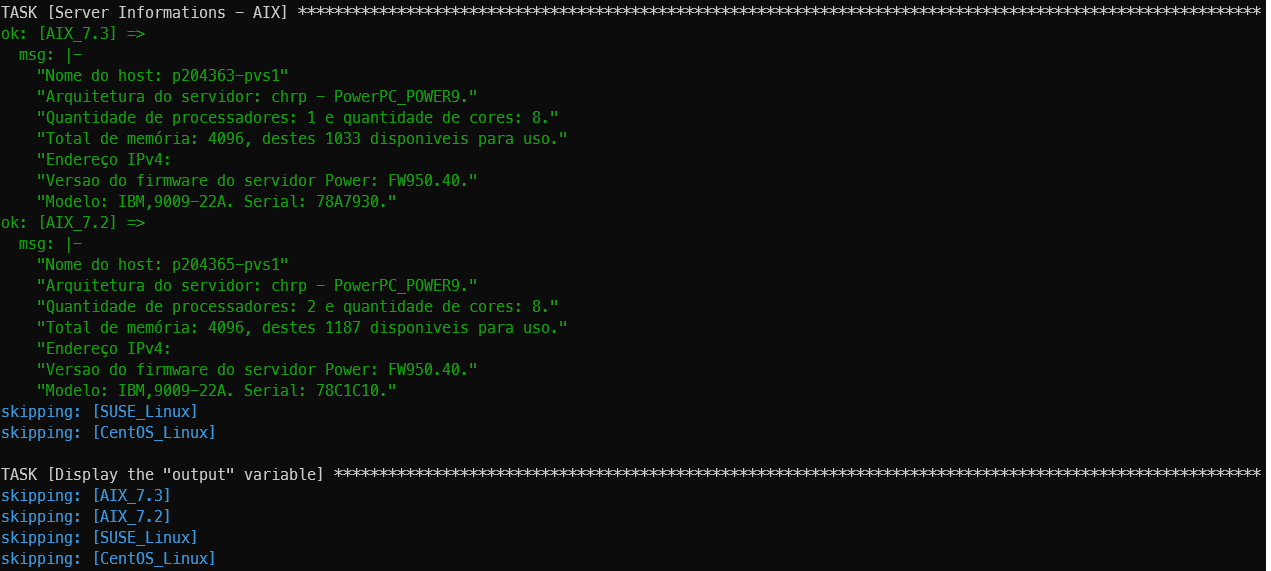 TASK [Server Informations - AIX] ***********************************************************************************************************
ok: [AIX_7.3] =>
  msg: |-
    "Nome do host: p204363-pvs1"
    "Arquitetura do servidor: chrp - PowerPC_POWER9."
    "Quantidade de processadores: 1 e quantidade de cores: 8."
    "Total de memória: 4096, destes 1033 disponiveis para uso."
    "Endereço IPv4:
    "Versao do firmware do servidor Power: FW950.40."
    "Modelo: IBM,9009-22A. Serial: 78A7930."
ok: [AIX_7.2] =>
  msg: |-
    "Nome do host: p204365-pvs1"
    "Arquitetura do servidor: chrp - PowerPC_POWER9."
    "Quantidade de processadores: 2 e quantidade de cores: 8."
    "Total de memória: 4096, destes 1187 disponiveis para uso."
    "Endereço IPv4:
    "Versao do firmware do servidor Power: FW950.40."
    "Modelo: IBM,9009-22A. Serial: 78C1C10."
skipping: [SUSE_Linux]
skipping: [CentOS_Linux]

TASK [Display the "output" variable] *******************************************************************************************************
skipping: [AIX_7.3]
skipping: [AIX_7.2]
skipping: [SUSE_Linux]
skipping: [CentOS_Linux]